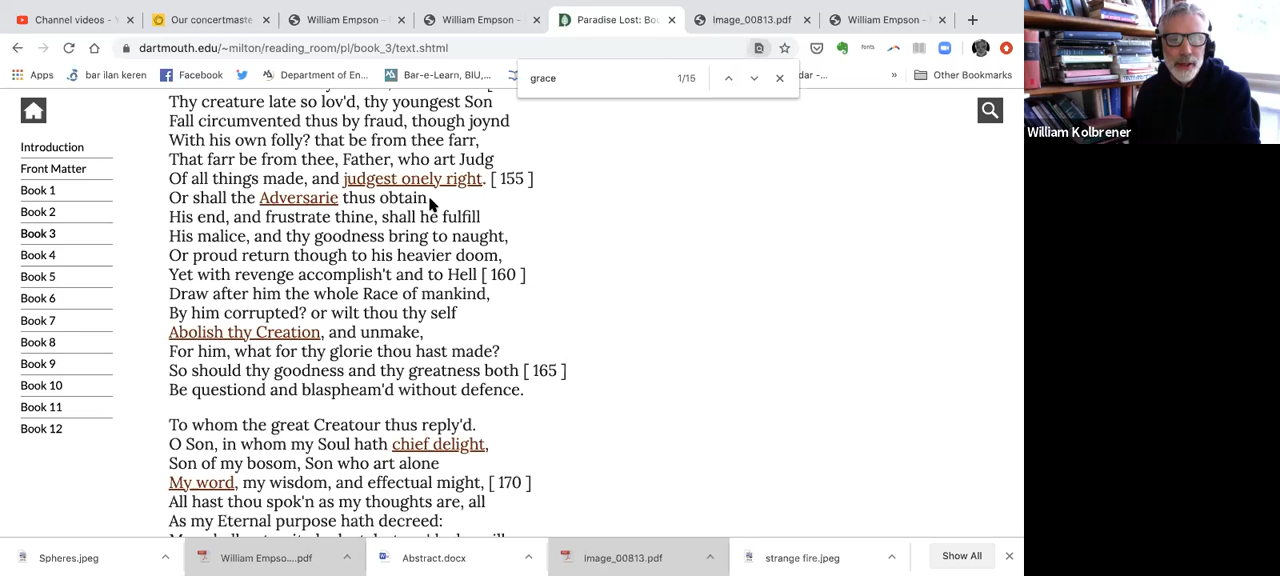 Channel videos - Y
Our concertmaste
William Empson -
William Empson -
Paradise Lost: Bo
Image_00813.pdf
William Empson -
dartmouth.edu/~milton/reading_room/pl/book_3/text.shtml
fonts
Apps
bar ilan keren
Facebook
Department of En...
Bar-e-Learn, BIU,...
dar -...
»
Other Bookmarks
grace
1/15
William Kolbrener
Introduction
Front Matter
Book 1
Book 2
Book 3
Book 4
Book 5
Book 6
Book 7
Book 8
Book 9
Book 10
Book 11
Book 12
Thy creature late so lov'd, thy youngest Son
Fall circumvented thus by fraud, though joynd
With his own folly? that be from thee farr,
That farr be from thee, Father, who art Judg
Of all things made, and judgest onely right. [ 155 ]
Or shall the Adversarie thus obtain
His end, and frustrate thine, shall he fulfill
His malice, and thy goodness bring to naught,
Or proud return though to his heavier doom,
Yet with revenge accomplish't and to Hell [ 160 ]
Draw after him the whole Race of mankind,
By him corrupted? or wilt thou thy self
Abolish thy Creation, and unmake,
For him, what for thy glorie thou hast made?
So should thy goodness and thy greatness both [ 165 ]
Be questiond and blaspheam'd without defence.
To whom the great Creatour thus reply'd.
O Son, in whom my Soul hath chief delight,
Son of my bosom, Son who art alone
My word, my wisdom, and effectual might, [ 170 ]
All hast thou spok'n as my thoughts are, all
As my Eternal purpose hath decreed:
Spheres.jpeg
William Empso....pdf
Abstract.docx
Image_00813.pdf
strange fire.jpeg
Show All